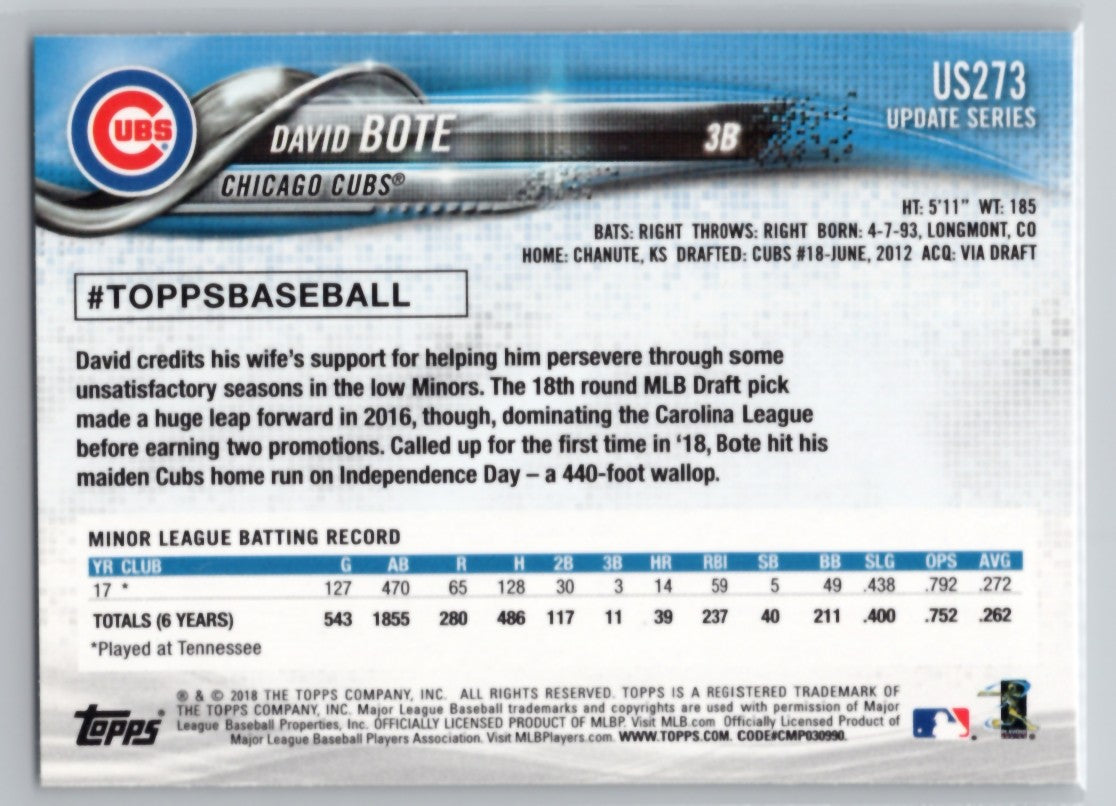 CUBS
US273
UPDATE SERIES
DAVID BOTE 3B
CHICAGO CUBS®
HT: 5'11" WT: 185
BATS: RIGHT THROWS: RIGHT BORN: 4-7-93, LONGMONT, CO
HOME: CHANUTE, KS DRAFTED: CUBS #18-JUNE, 2012 ACQ: VIA DRAFT
#TOPPSBASEBALL
David credits his wife's support for helping him persevere through some
unsatisfactory seasons in the low Minors. The 18th round MLB Draft pick
made a huge leap forward in 2016, though, dominating the Carolina League
before earning two promotions. Called up for the first time in '18, Bote hit his
maiden Cubs home run on Independence Day – a 440-foot wallop.
MINOR LEAGUE BATTING RECORD
YR CLUB G AB R H 2B 3B HR RBI SB BB SLG OPS AVG
17 * 127 470 65 128 30 3 14 59 5 49 .438 .792 .272
TOTALS (6 YEARS) 543 1855 280 486 117 11 39 237 40 211 .400 .752 .262
*Played at Tennessee
TOPPS®
® & © 2018 THE TOPPS COMPANY, INC. ALL RIGHTS RESERVED. TOPPS IS A REGISTERED TRADEMARK OF
THE TOPPS COMPANY, INC. Major League Baseball trademarks and copyrights are used with permission of Major
League Baseball Properties, Inc. OFFICIALLY LICENSED PRODUCT OF MLBP. Visit MLB.com Officially Licensed Product of
Major League Baseball Players Association. Visit MLBPlayers.com. WWW.TOPPS.COM. CODE#CMP030990.